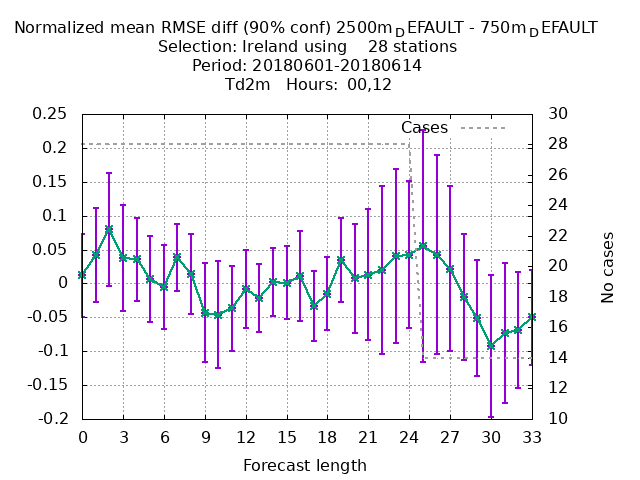 Normalized mean RMSE diff (90% conf) 2500m_DEFAULT - 750m_DEFAULT
Selection: Ireland using    28 stations
Period: 20180601-20180614
Td2m   Hours:  00,12
Cases
0.25
0.2
0.15
0.1
0.05
0
-0.05
-0.1
-0.15
-0.2
30
28
26
24
22
20
18
16
14
12
10
No cases
0 3 6 9 12 15 18 21 24 27 30 33
Forecast length